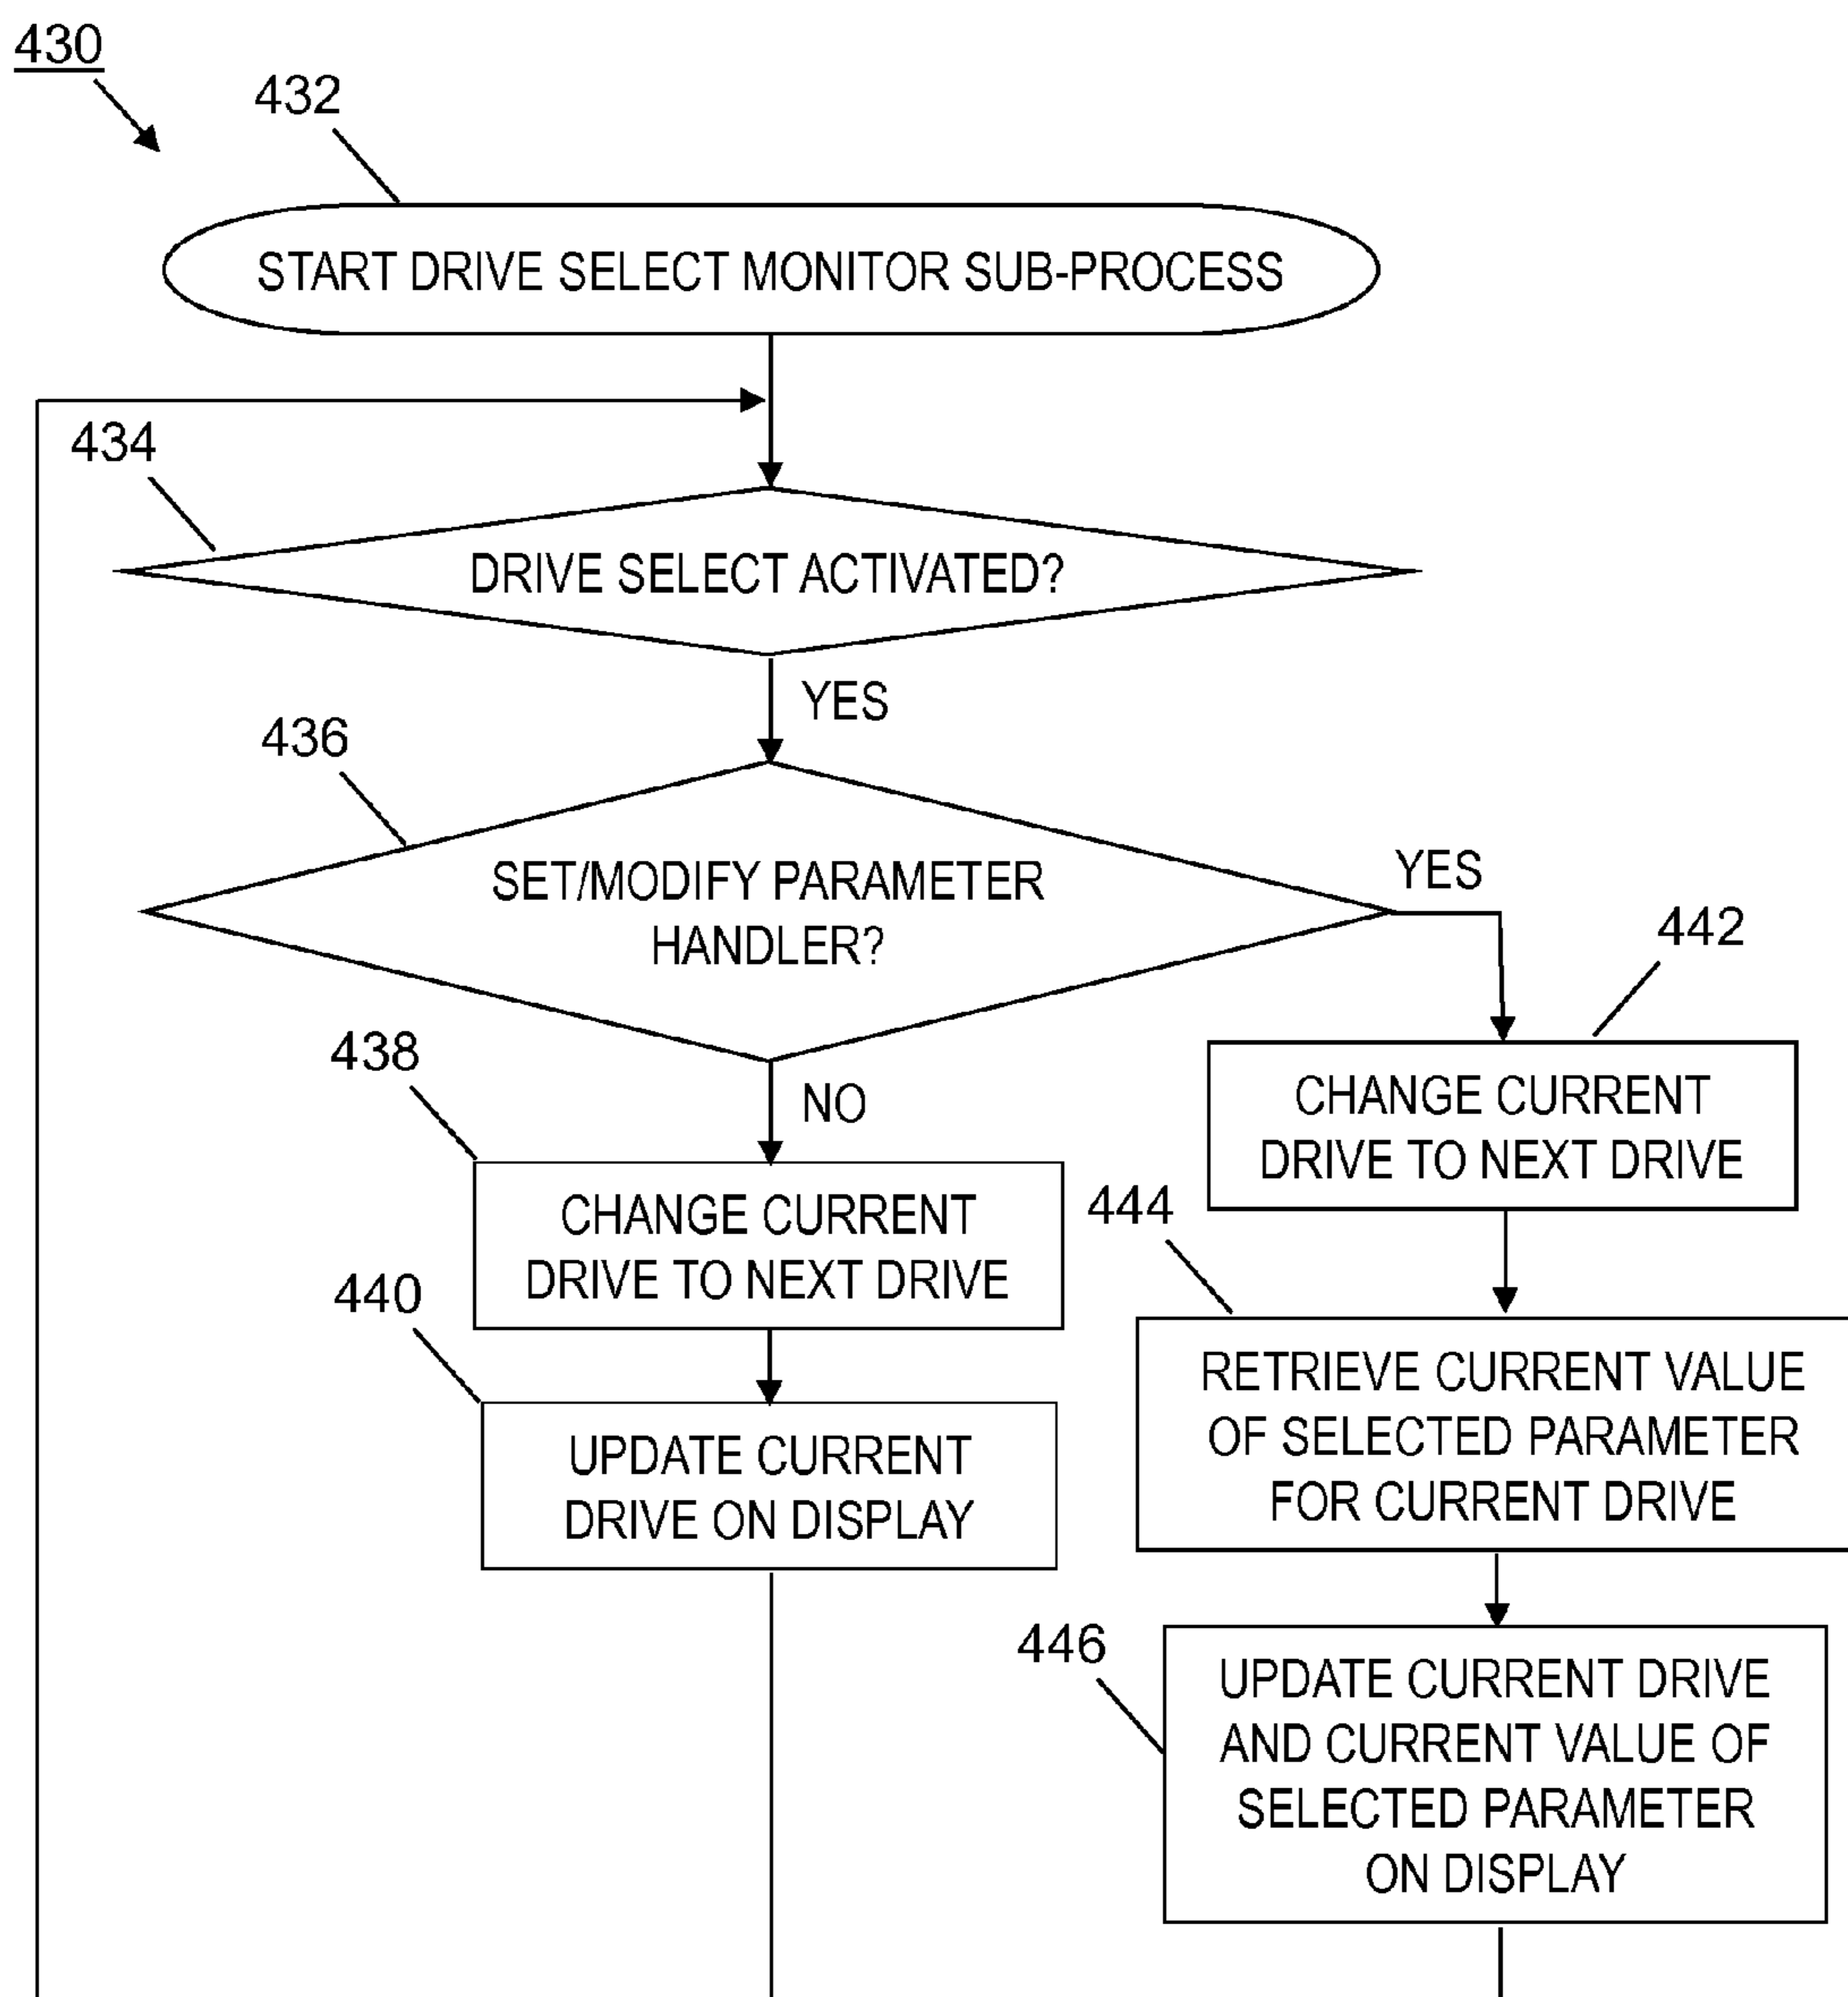 430
432
START DRIVE SELECT MONITOR SUB-PROCESS
434
DRIVE SELECT ACTIVATED?
YES
436
SET/MODIFY PARAMETER
HANDLER?
YES
442
438
NO
CHANGE CURRENT
DRIVE TO NEXT DRIVE
CHANGE CURRENT
DRIVE TO NEXT DRIVE
444
440
RETRIEVE CURRENT VALUE
OF SELECTED PARAMETER
FOR CURRENT DRIVE
UPDATE CURRENT
DRIVE ON DISPLAY
446
UPDATE CURRENT DRIVE
AND CURRENT VALUE OF
SELECTED PARAMETER
ON DISPLAY